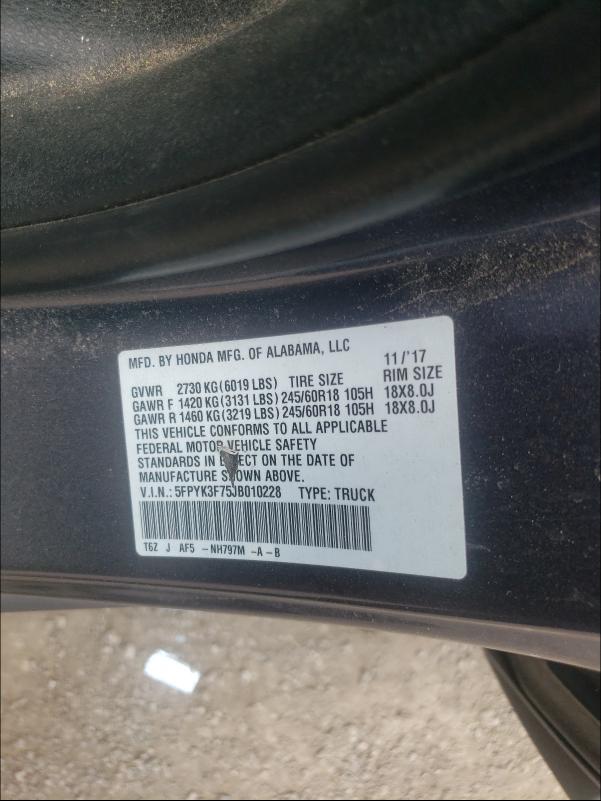 MFD. BY HONDA MFG. OF ALABAMA, LLC 11/'17
GVWR 2730 KG (6019 LBS) TIRE SIZE RIM SIZE
GAWR F 1420 KG (3131 LBS) 245/60R18 105H 18X8.0J
GAWR R 1460 KG (3219 LBS) 245/60R18 105H 18X8.0J
THIS VEHICLE CONFORMS TO ALL APPLICABLE
FEDERAL MOTOR VEHICLE SAFETY
STANDARDS IN EFFECT ON THE DATE OF
MANUFACTURE SHOWN ABOVE.
V.I.N.: 5FPYK3F75JB010228 TYPE: TRUCK
T6Z J AF5 -NH797M -A -B